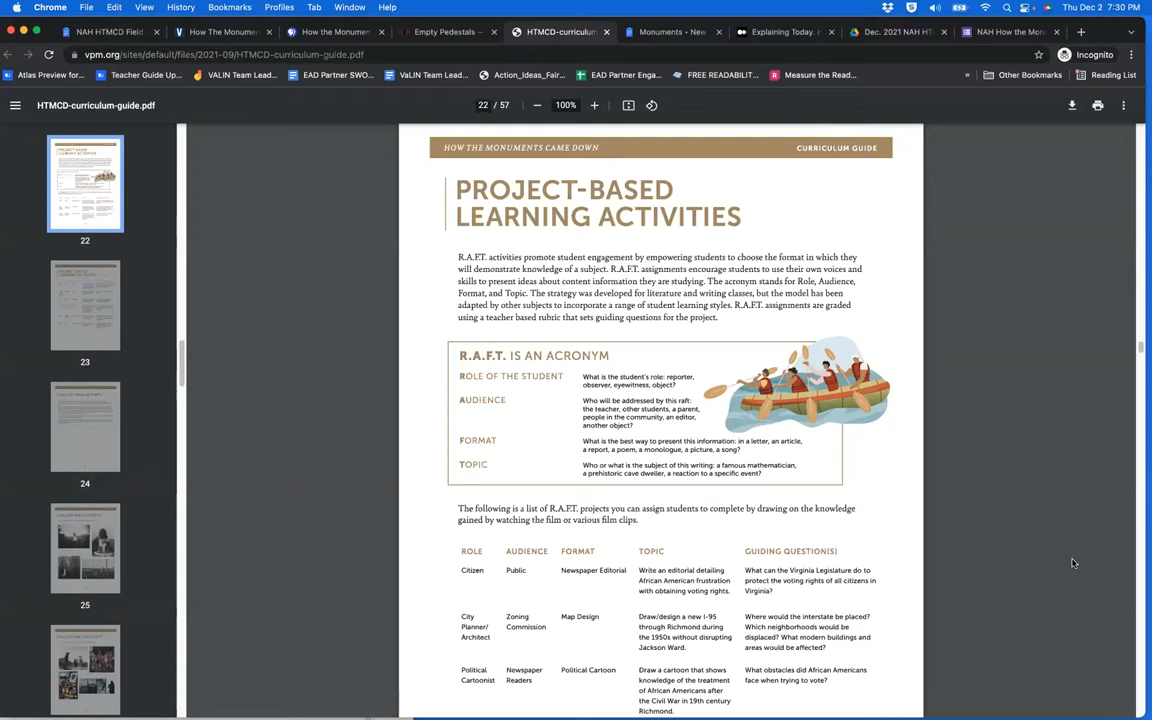 Chrome File Edit View History Bookmarks Profiles Tab Window Help Thu Dec 2 7:30 PM
NAH HTMCD Field How The Monumen How the Monumen Empty Pedestals – HTMCD-curriculum Monuments • New Explaining Today. H Dec. 2021 NAH HTM NAH How the Mon
vpm.org/sites/default/files/2021-09/HTMCD-curriculum-guide.pdf Incognito
Atlas Preview for... Teacher Guide Up... VALIN Team Lead... EAD Partner SWO... VaLIN Team Lead... Action_Ideas_Fair... EAD Partner Enga... FREE READABILIT... Measure the Read... » Other Bookmarks Reading List
HTMCD-curriculum-guide.pdf 22 / 57 100%
22
23
24
25
HOW THE MONUMENTS CAME DOWN CURRICULUM GUIDE
PROJECT-BASED
LEARNING ACTIVITIES
R.A.F.T. activities promote student engagement by empowering students to choose the format in which they
will demonstrate knowledge of a subject. R.A.F.T. assignments encourage students to use their own voices and
skills to present ideas about content information they are studying. The acronym stands for Role, Audience,
Format, and Topic. The strategy was developed for literature and writing classes, but the model has been
adapted by other subjects to incorporate a range of student learning styles. R.A.F.T. assignments are graded
using a teacher based rubric that sets guiding questions for the project.
R.A.F.T. IS AN ACRONYM
ROLE OF THE STUDENT What is the student's role: reporter,
observer, eyewitness, object?
AUDIENCE Who will be addressed by this raft:
the teacher, other students, a parent,
people in the community, an editor,
another object?
FORMAT What is the best way to present this information: in a letter, an article,
a report, a poem, a monologue, a picture, a song?
TOPIC Who or what is the subject of this writing: a famous mathematician,
a prehistoric cave dweller, a reaction to a specific event?
The following is a list of R.A.F.T. projects you can assign students to complete by drawing on the knowledge
gained by watching the film or various film clips.
ROLE AUDIENCE FORMAT TOPIC GUIDING QUESTION(S)
Citizen Public Newspaper Editorial Write an editorial detailing What can the Virginia Legislature do to
African American frustration protect the voting rights of all citizens in
with obtaining voting rights. Virginia?
City Zoning Map Design Draw/design a new I-95 Where would the interstate be placed?
Planner/ Commission through Richmond during Which neighborhoods would be
Architect the 1950s without disrupting displaced? What modern buildings and
Jackson Ward. areas would be affected?
Political Newspaper Political Cartoon Draw a cartoon that shows What obstacles did African Americans
Cartoonist Readers knowledge of the treatment face when trying to vote?
of African Americans after
the Civil War in 19th century
Richmond.